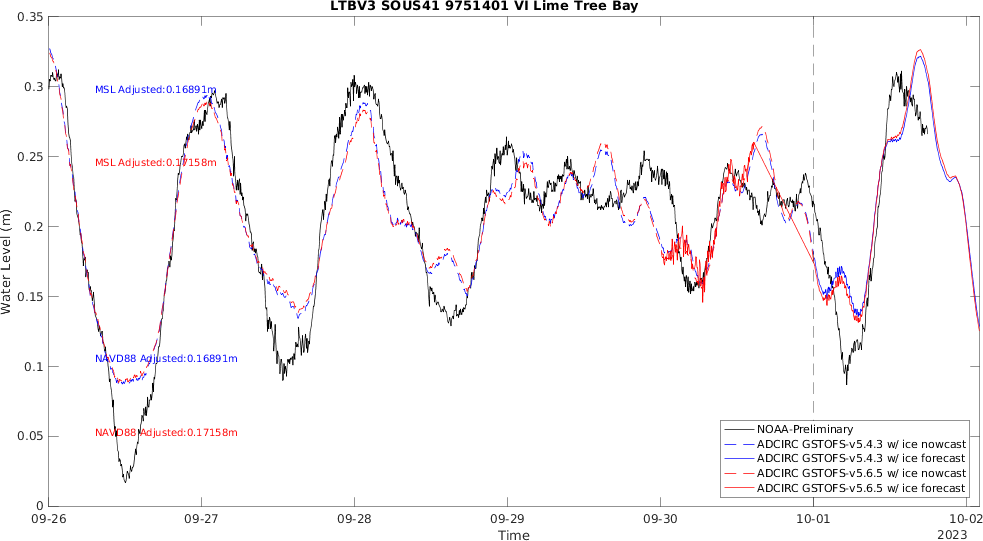 LTBV3 SOUS41 9751401 VI Lime Tree Bay
0.35
0.3
0.25
0.2
0.15
0.1
0.05
0
Water Level (m)
MSL Adjusted:0.16891m
MSL Adjusted:0.17158m
NAVD88 Adjusted:0.16891m
NAVD88 Adjusted:0.17158m
NOAA-Preliminary
ADCIRC GSTOFS-v5.4.3 w/ ice nowcast
ADCIRC GSTOFS-v5.4.3 w/ ice forecast
ADCIRC GSTOFS-v5.6.5 w/ ice nowcast
ADCIRC GSTOFS-v5.6.5 w/ ice forecast
09-26 09-27 09-28 09-29 09-30 10-01 10-02
Time
2023